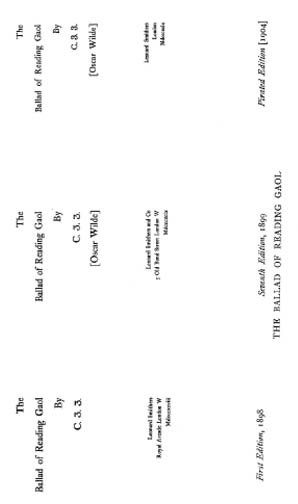 The
Ballad of Reading Gaol
By
C. 3. 3.
Leonard Smithers
Royal Arcade London W
Mdcccxcviii
First Edition, 1898
The
Ballad of Reading Gaol
By
C. 3. 3.
[Oscar Wilde]
Leonard Smithers and Co
5 Old Bond Street London W
Mdcccxcix
Seventh Edition, 1899
The
Ballad of Reading Gaol
By
C. 3. 3.
[Oscar Wilde]
Leonard Smithers
London
Pirated Edition [1904]
THE BALLAD OF READING GAOL